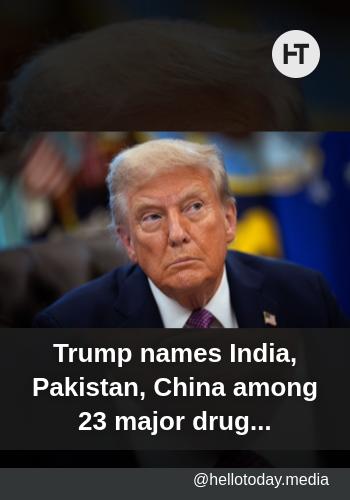 HT
Trump names India,
Pakistan, China among
23 major drug...
@hellotoday.media